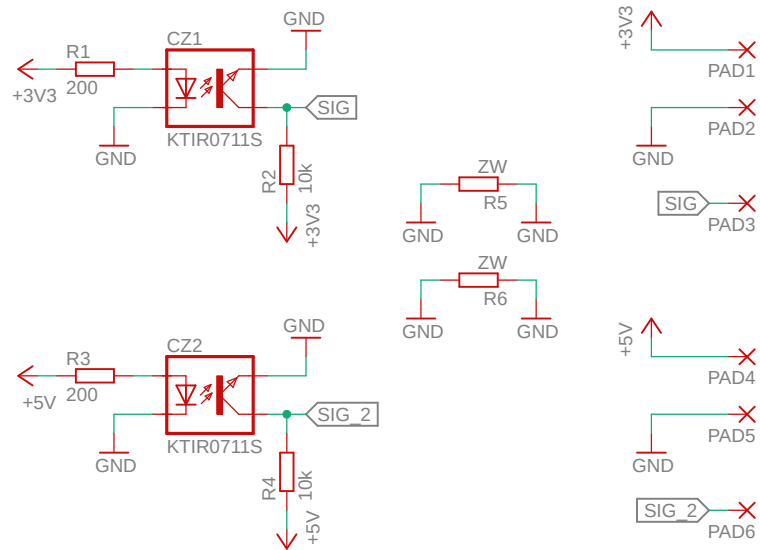 GND
CZ1
R1
+3V3
200
SIG
GND
KTIR0711S
R2
10k
+3V3
ZW
R5
GND
GND
ZW
R6
GND
GND
+3V3
PAD1
PAD2
GND
SIG
PAD3
GND
CZ2
R3
+5V
200
SIG_2
GND
KTIR0711S
R4
10k
+5V
+5V
PAD4
PAD5
GND
SIG_2
PAD6